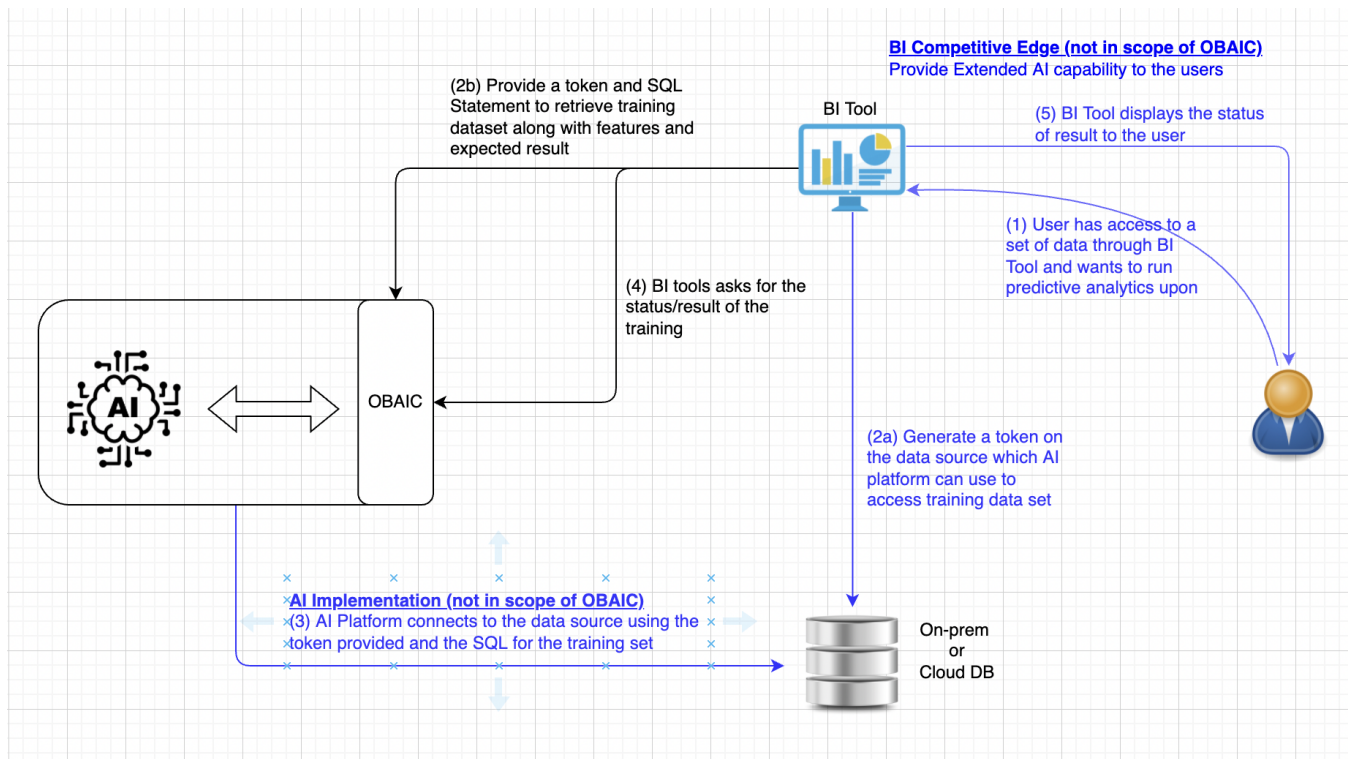 BI Competitive Edge (not in scope of OBAIC)
Provide Extended AI capability to the users
(2b) Provide a token and SQL
Statement to retrieve training
dataset along with features and
expected result
BI Tool
(5) BI Tool displays the status
of result to the user
(1) User has access to a
set of data through BI
Tool and wants to run
predictive analytics upon
(4) BI tools asks for the
status/result of the
training
AI
OBAIC
(2a) Generate a token on
the data source which AI
platform can use to
access training data set
AI Implementation (not in scope of OBAIC)
(3) AI Platform connects to the data source using the
token provided and the SQL for the training set
On-prem
or
Cloud DB